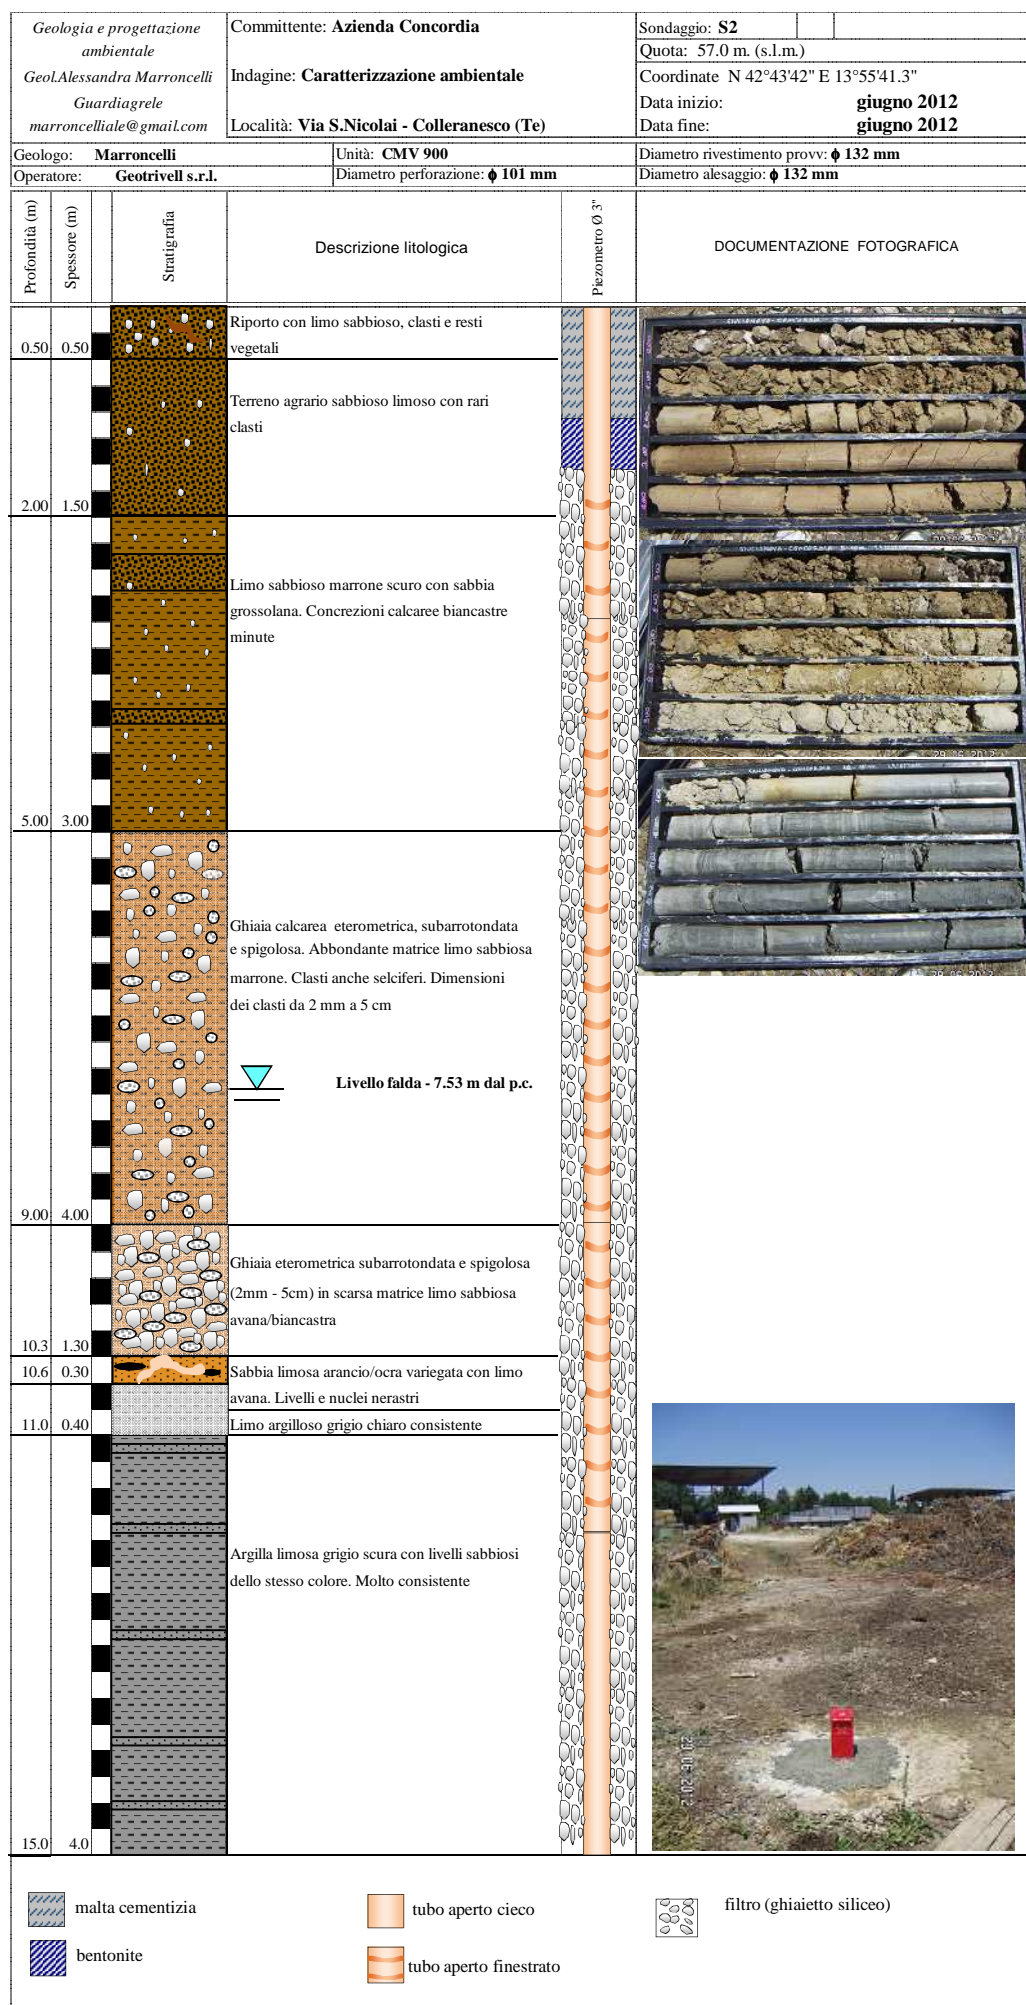 Geologia e progettazione
ambientale
Geol.Alessandra Marroncelli
Guardiagrele
marroncelliale@gmail.com
Committente: Azienda Concordia
Indagine: Caratterizzazione ambientale
Località: Via S.Nicolai - Colleranesco (Te)
Sondaggio: S2
Quota: 57.0 m. (s.l.m.)
Coordinate N 42°43'42" E 13°55'41.3"
Data inizio: giugno 2012
Data fine: giugno 2012
Geologo: Marroncelli
Unità: CMV 900
Diametro rivestimento provv: ϕ 132 mm
Operatore: Geotrivell s.r.l.
Diametro perforazione: ϕ 101 mm
Diametro alesaggio: ϕ 132 mm
Profondità (m)
Spessore (m)
Stratigrafia
Descrizione litologica
Piezometro Ø 3"
DOCUMENTAZIONE FOTOGRAFICA
Riporto con limo sabbioso, clasti e resti
vegetali
0.50 0.50
Terreno agrario sabbioso limoso con rari
clasti
2.00 1.50
Limo sabbioso marrone scuro con sabbia
grossolana. Concrezioni calcaree biancastre
minute
5.00 3.00
Ghiaia calcarea eterometrica, subarrotondata
e spigolosa. Abbondante matrice limo sabbiosa
marrone. Clasti anche selciferi. Dimensioni
dei clasti da 2 mm a 5 cm
Livello falda - 7.53 m dal p.c.
9.00 4.00
Ghiaia eterometrica subarrotondata e spigolosa
(2mm - 5cm) in scarsa matrice limo sabbiosa
avana/biancastra
10.3 1.30
10.6 0.30
Sabbia limosa arancio/ocra variegata con limo
avana. Livelli e nuclei nerastri
11.0 0.40
Limo argilloso grigio chiaro consistente
Argilla limosa grigio scura con livelli sabbiosi
dello stesso colore. Molto consistente
15.0 4.0
malta cementizia
tubo aperto cieco
filtro (ghiaietto siliceo)
bentonite
tubo aperto finestrato